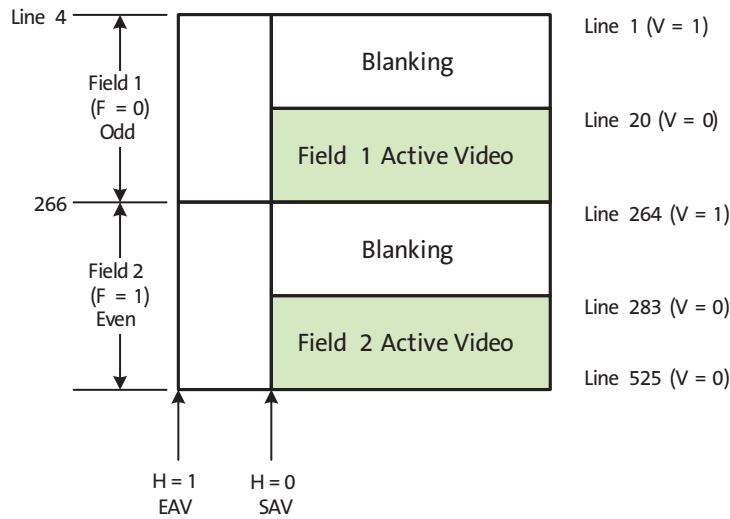 Line 4
Field 1
(F = 0)
Odd
266
Field 2
(F = 1)
Even
Blanking
Field 1 Active Video
Blanking
Field 2 Active Video
Line 1 (V = 1)
Line 20 (V = 0)
Line 264 (V = 1)
Line 283 (V = 0)
Line 525 (V = 0)
H = 1
EAV
H = 0
SAV